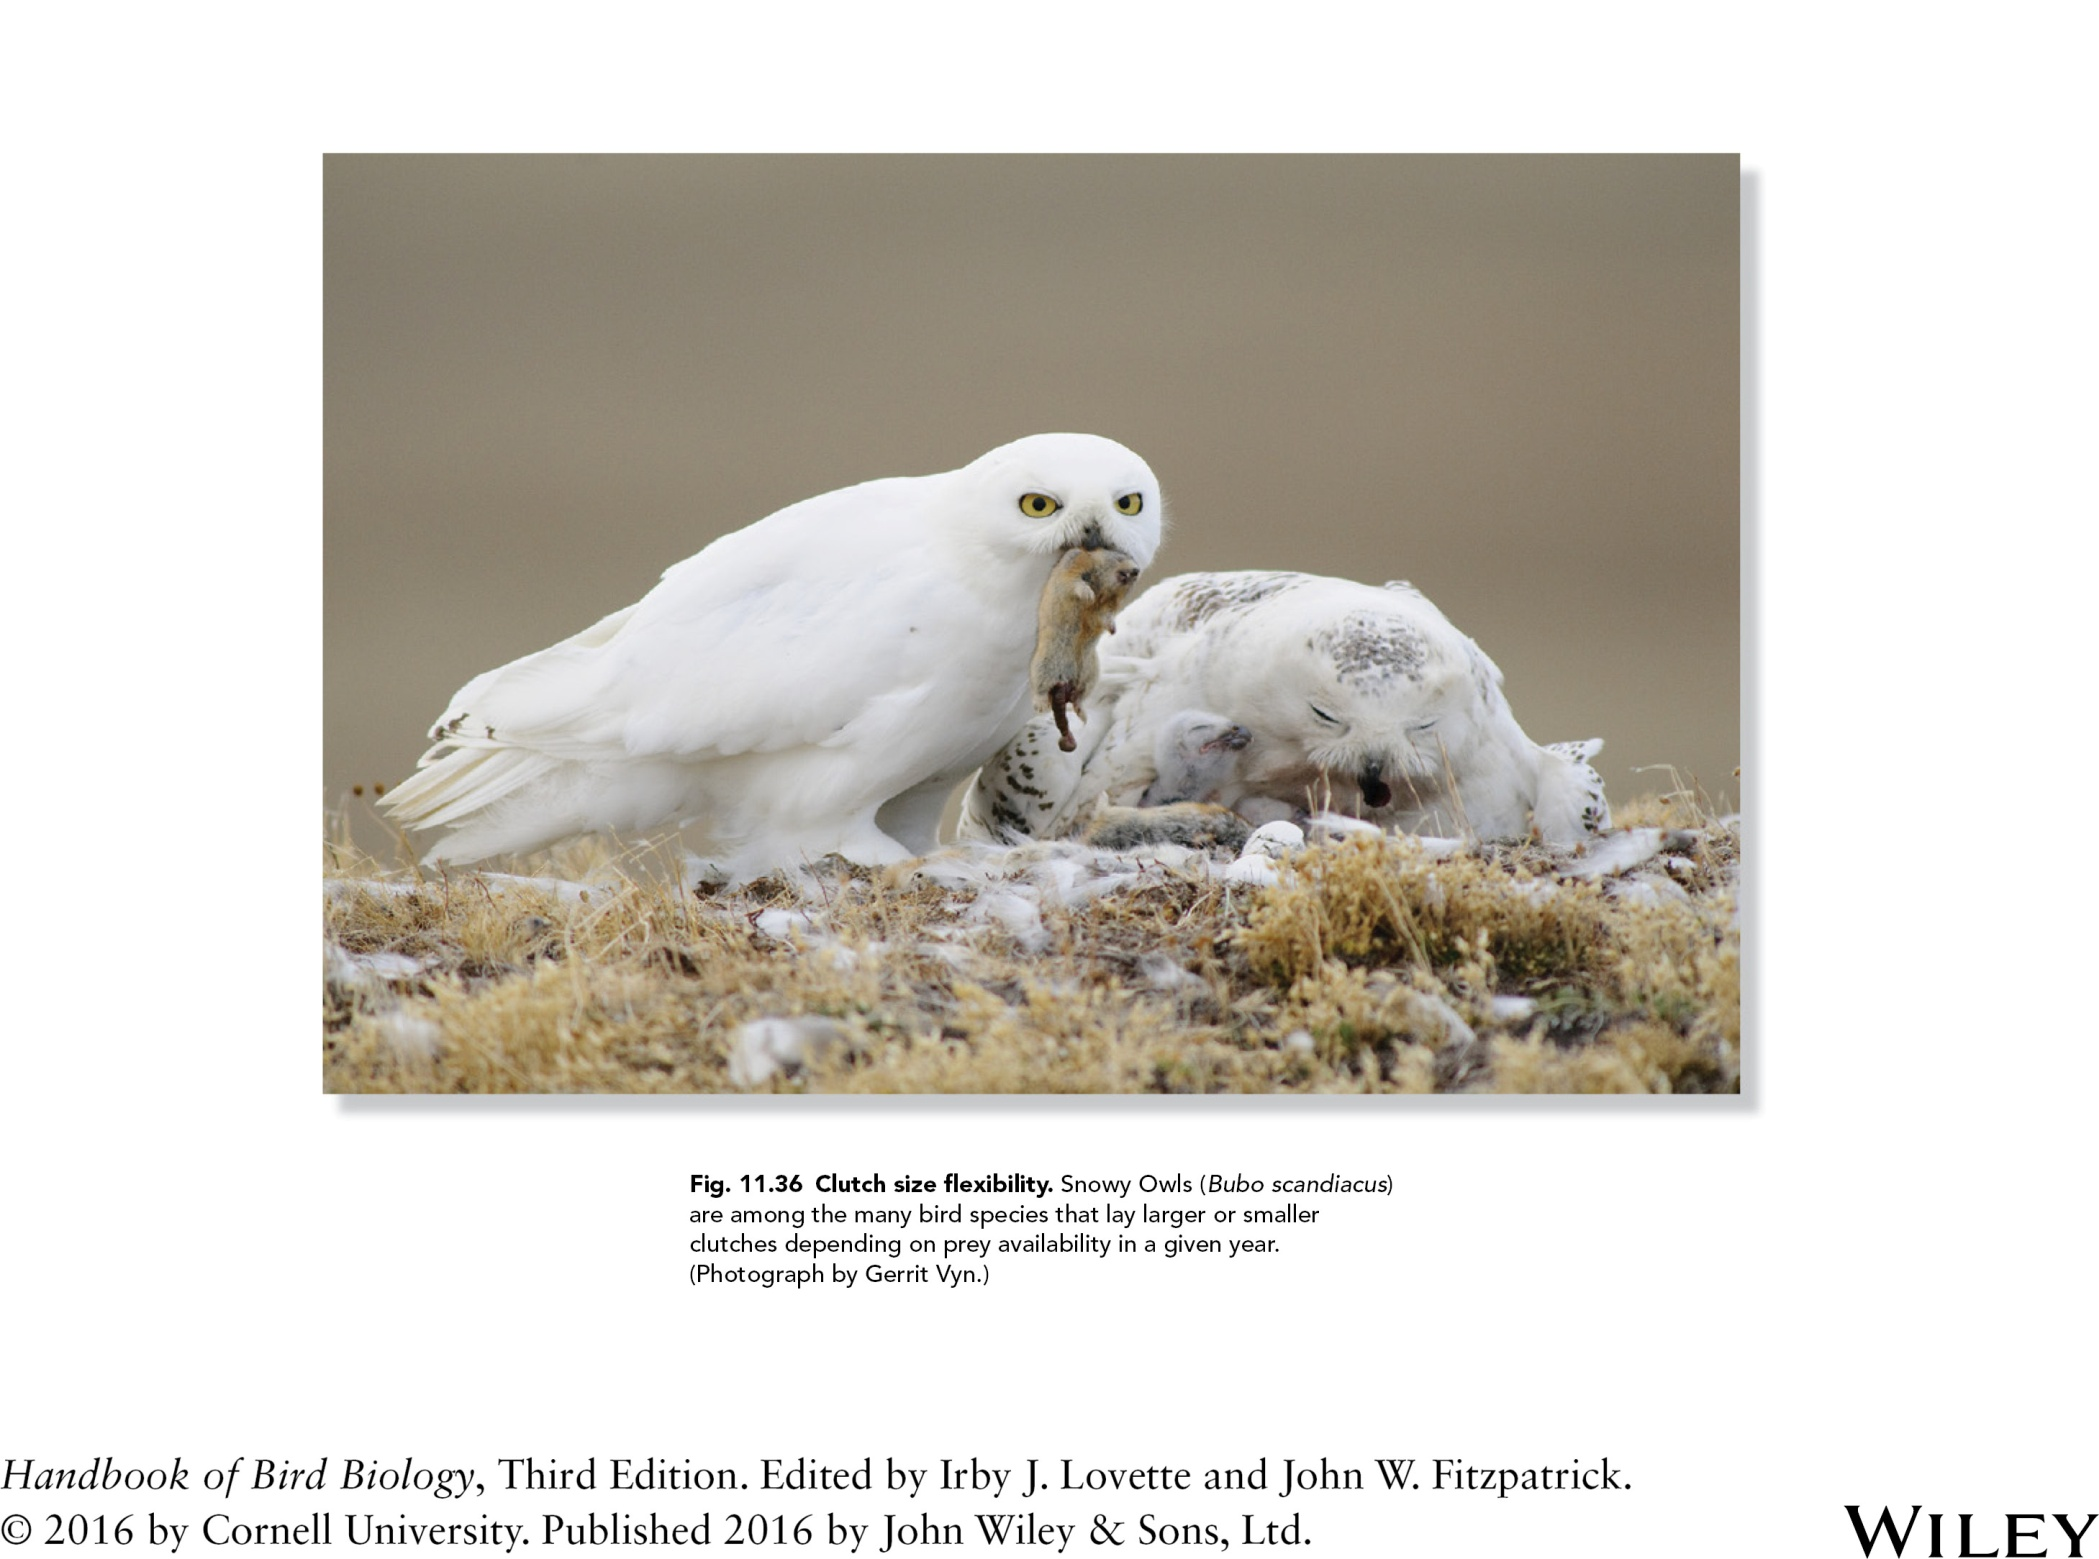 Fig. 11.36 Clutch size flexibility. Snowy Owls (Bubo scandiacus)
are among the many bird species that lay larger or smaller
clutches depending on prey availability in a given year.
(Photograph by Gerrit Vyn.)
Handbook of Bird Biology, Third Edition. Edited by Irby J. Lovette and John W. Fitzpatrick.
© 2016 by Cornell University. Published 2016 by John Wiley & Sons, Ltd.
WILEY